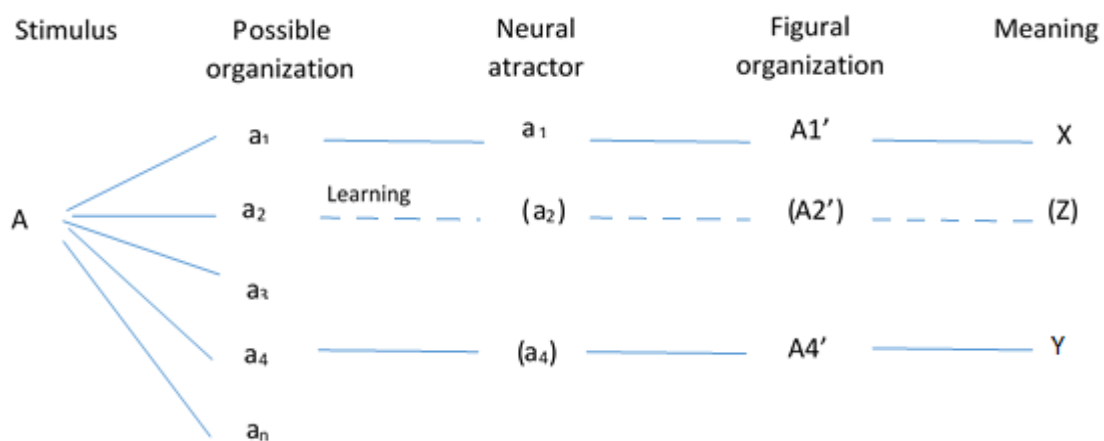 Stimulus Possible organization Neural atractor Figural organization Meaning
a₁ a₁ A1’ X
Learning
A a₂ (a₂) (A2’) (Z)
a₃
a₄ (a₄) A4’ Y
aₙ